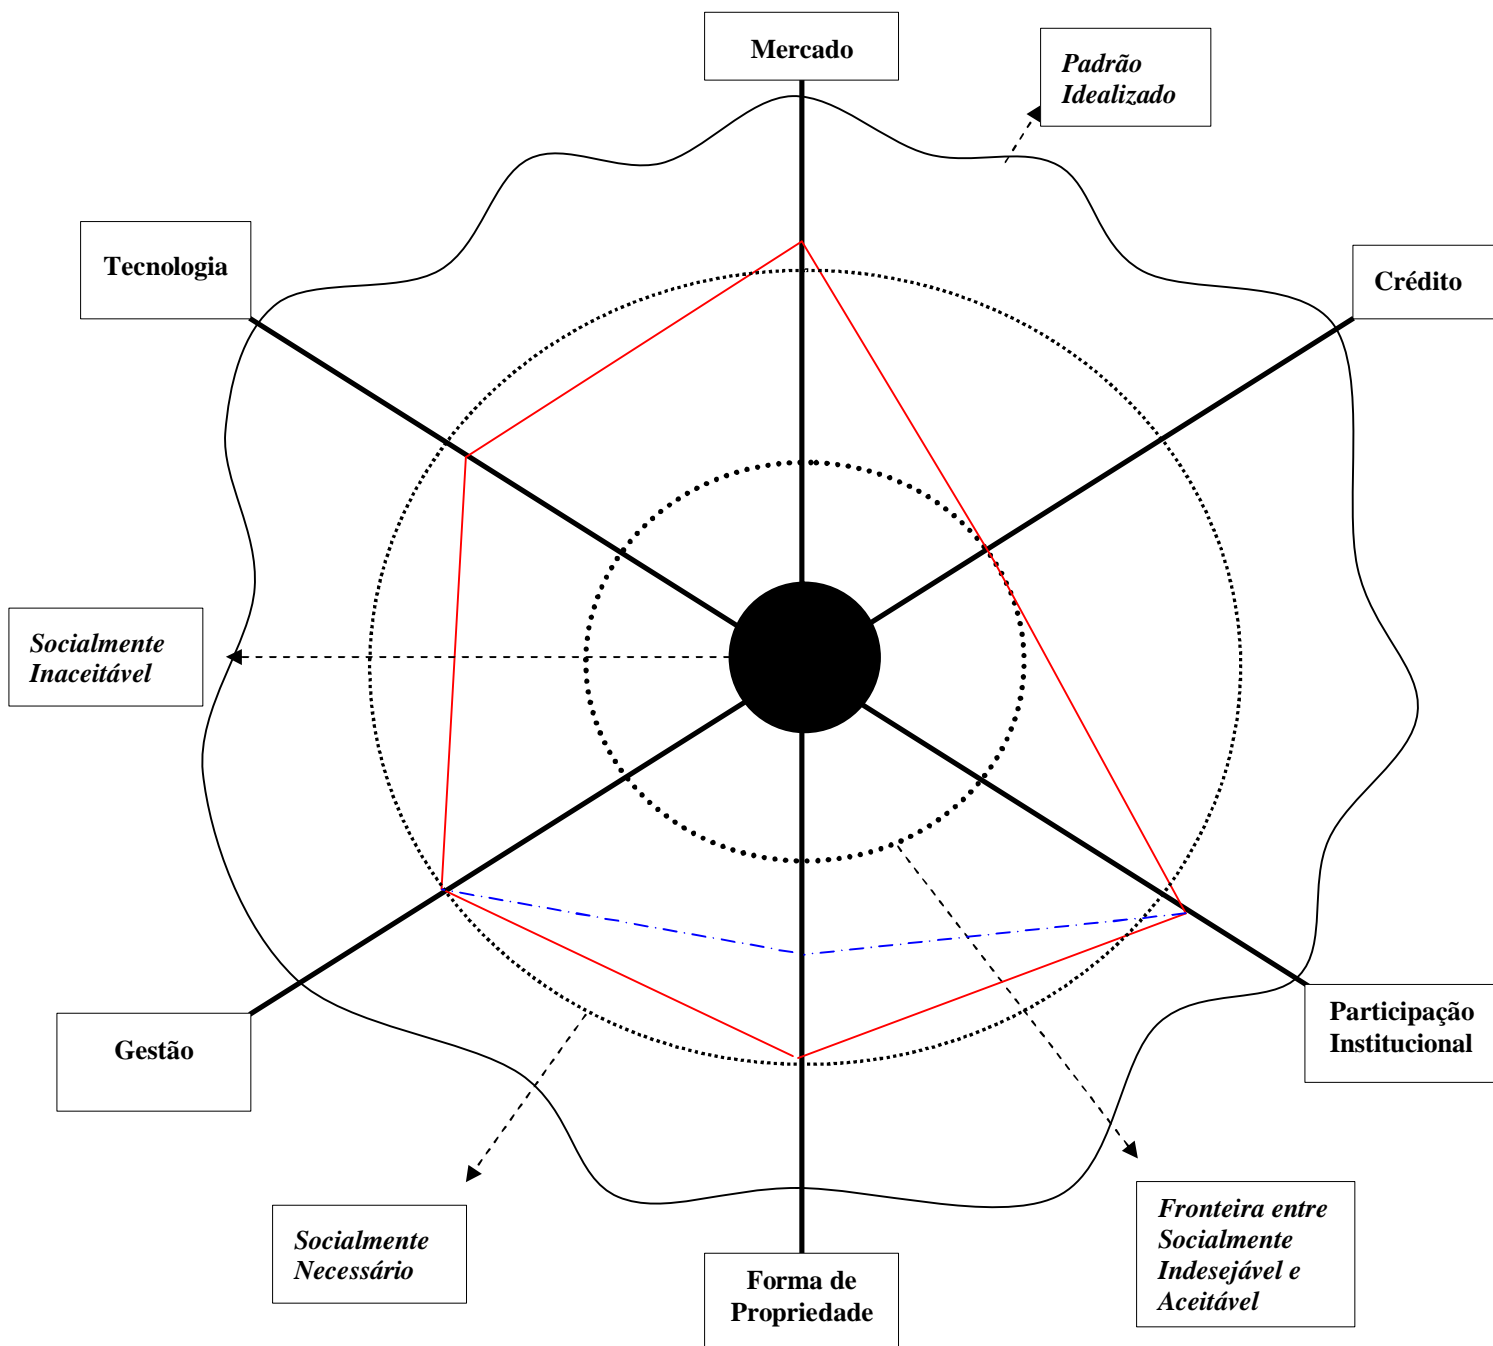 Mercado
Padrão
Idealizado
Tecnologia
Crédito
Socialmente
Inaceitável
Gestão
Participação
Institucional
Socialmente
Necessário
Forma de
Propriedade
Fronteira entre
Socialmente
Indesejável e
Aceitável